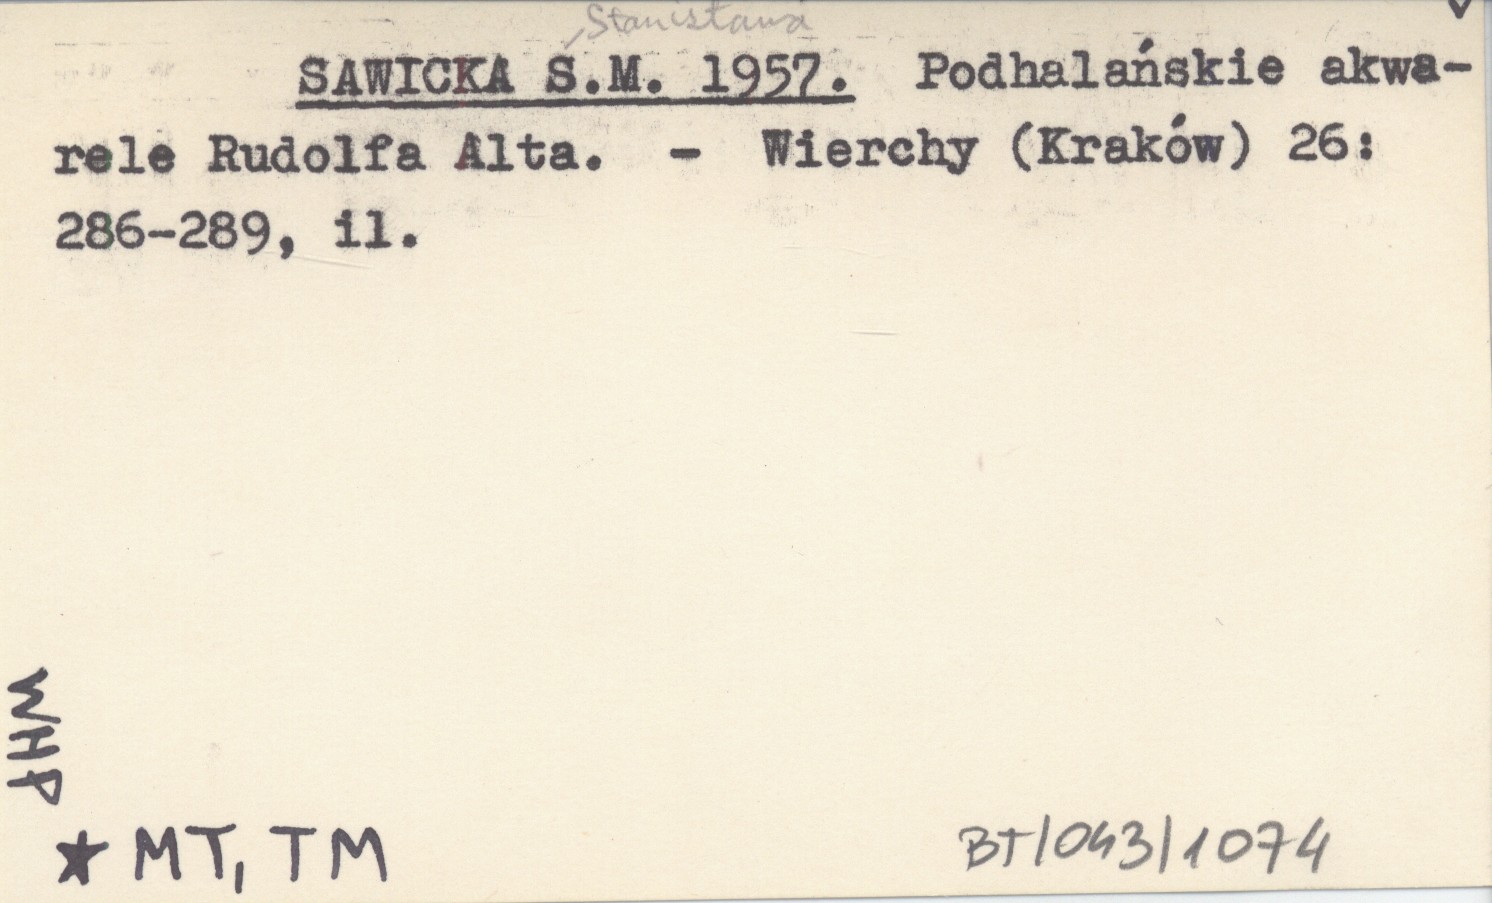 Stanisława
SAWICKA S.M. 1957. Podhalańskie akwa-
rele Rudolfa Alta. - Wierchy (Kraków) 26:
286-289, il.
WHP
★ MT, TM
BT/043/1074